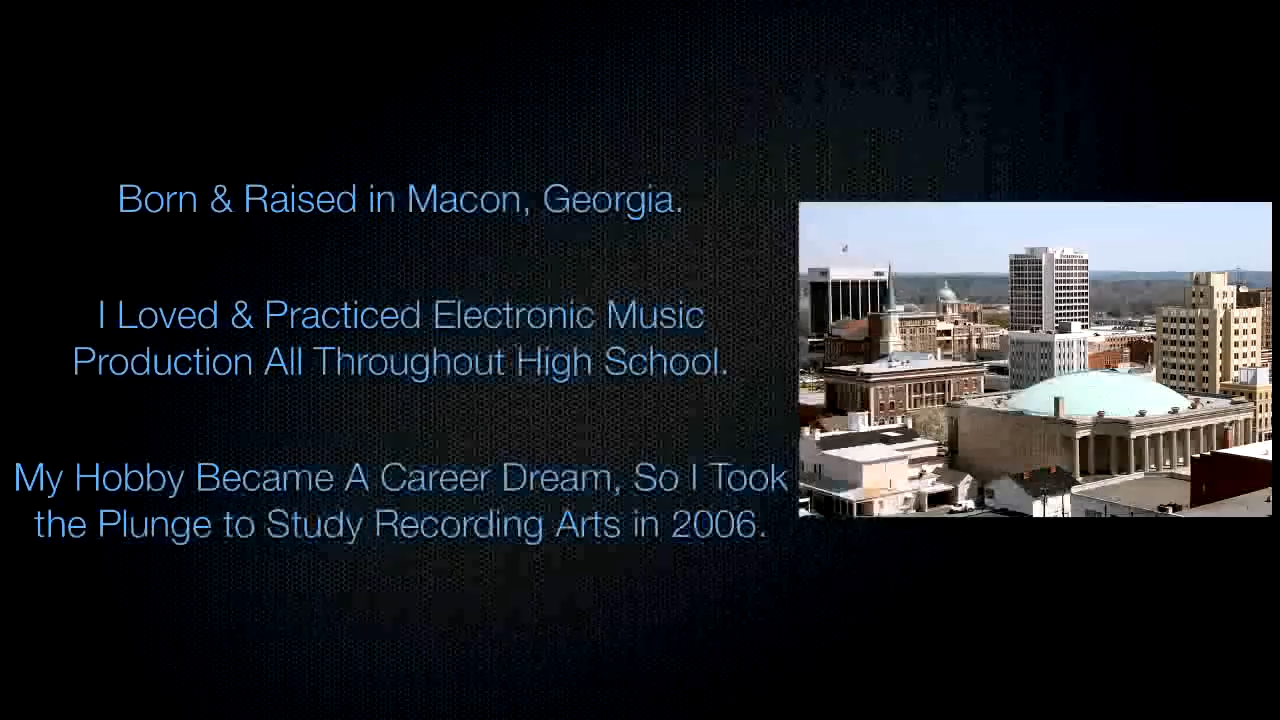 Born & Raised in Macon, Georgia.
I Loved & Practiced Electronic Music
Production All Throughout High School.
My Hobby Became A Career Dream, So I Took
the Plunge to Study Recording Arts in 2006.